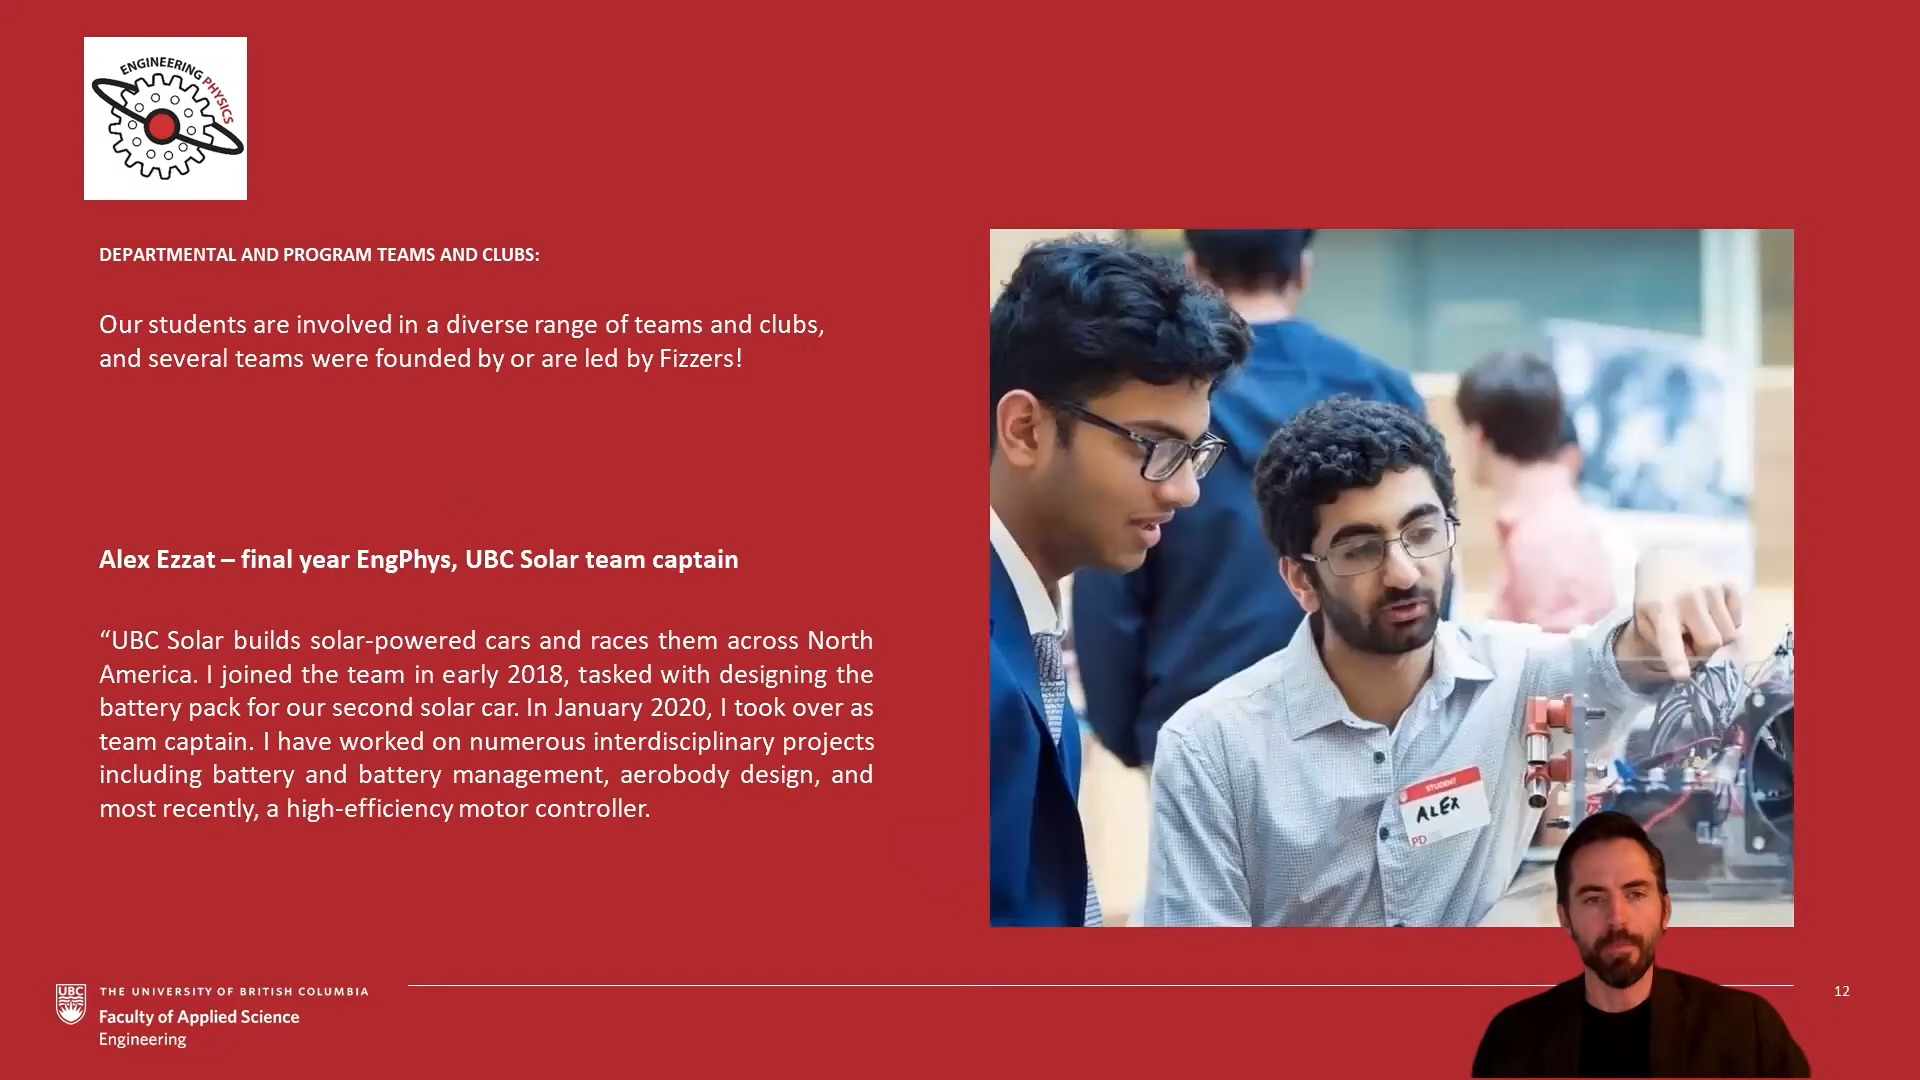 ENGINEERING PHYSICS
DEPARTMENTAL AND PROGRAM TEAMS AND CLUBS:
Our students are involved in a diverse range of teams and clubs,
and several teams were founded by or are led by Fizzers!
Alex Ezzat – final year EngPhys, UBC Solar team captain
“UBC Solar builds solar-powered cars and races them across North
America. I joined the team in early 2018, tasked with designing the
battery pack for our second solar car. In January 2020, I took over as
team captain. I have worked on numerous interdisciplinary projects
including battery and battery management, aerobody design, and
most recently, a high-efficiency motor controller.
STUDENT
ALEX
PD
UBC
THE UNIVERSITY OF BRITISH COLUMBIA
Faculty of Applied Science
Engineering
12